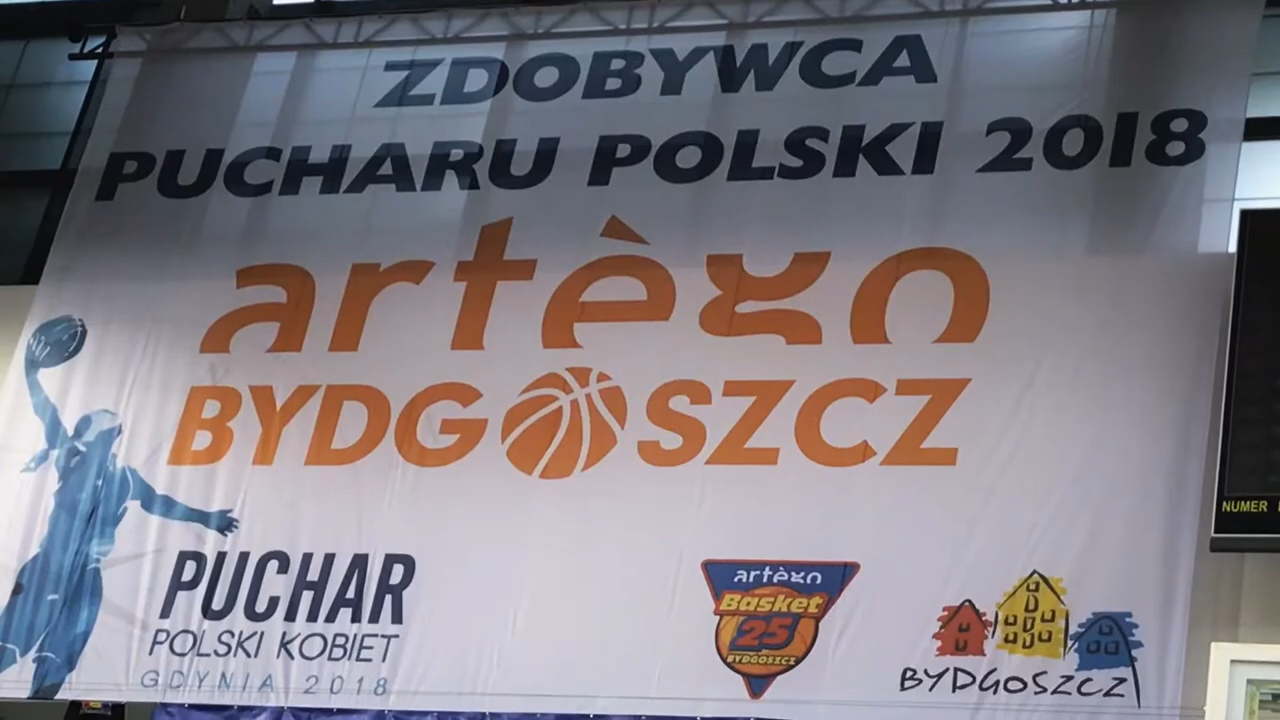 ZDOBYWCA
PUCHARU POLSKI 2018
artègo
BYDGOSZCZ
PUCHAR
POLSKI KOBIET
GDYNIA 2018
artègo
Basket
25
BYDGOSZCZ
BYDGOSZCZ
NUMER